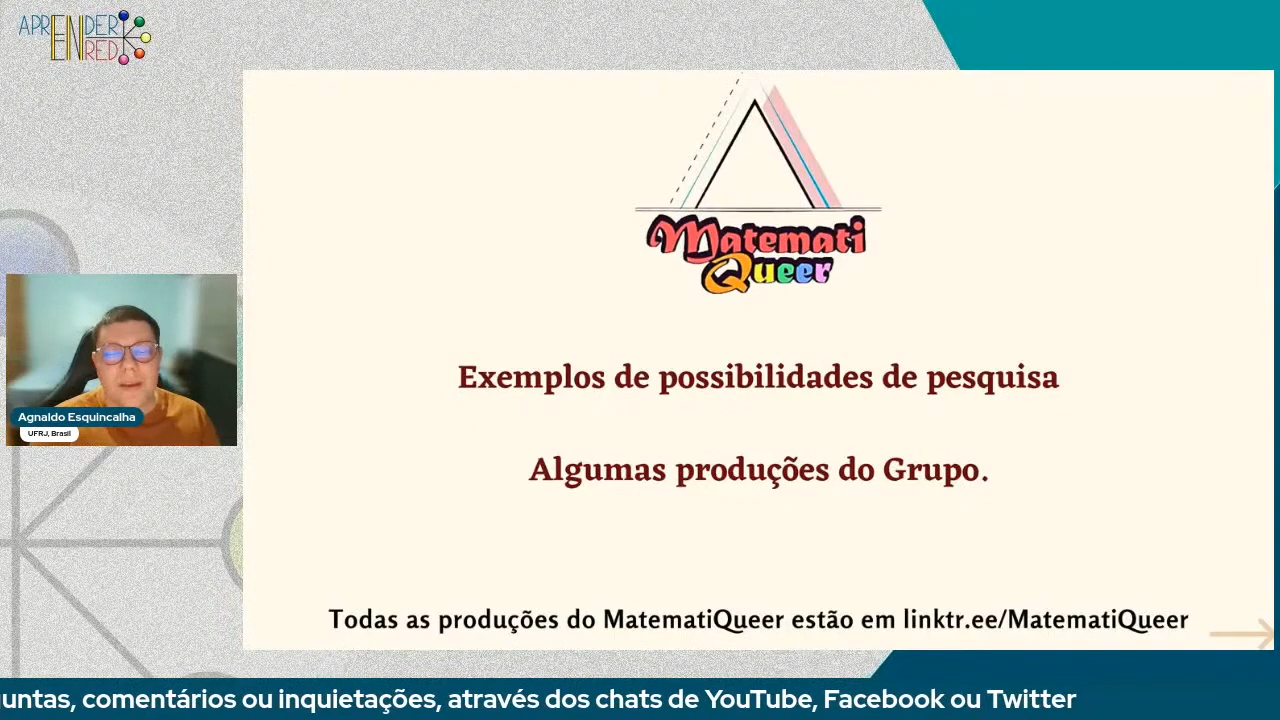 APRENDER
EN RED
Matemati
Queer
Exemplos de possibilidades de pesquisa
Algumas produções do Grupo.
Todas as produções do MatematiQueer estão em linktr.ee/MatematiQueer
Agnaldo Esquincalha
UFRJ, Brasil
guntas, comentários ou inquietações, através dos chats de YouTube, Facebook ou Twitter